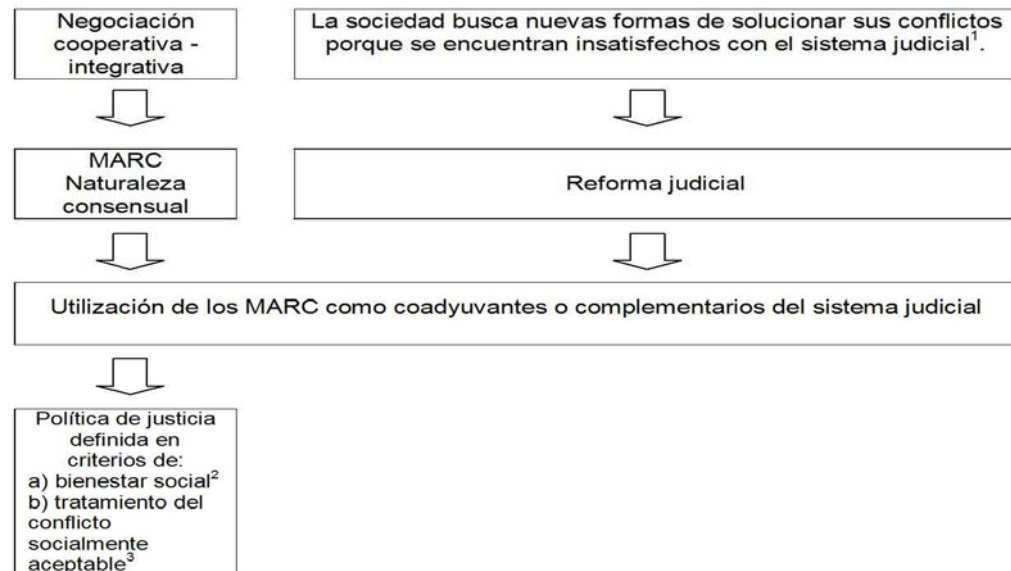 Negociación
cooperativa -
integrativa
La sociedad busca nuevas formas de solucionar sus conflictos
porque se encuentran insatisfechos con el sistema judicial¹.
MARC
Naturaleza
consensual
Reforma judicial
Utilización de los MARC como coadyuvantes o complementarios del sistema judicial
Política de justicia
definida en
criterios de:
a) bienestar social²
b) tratamiento del
conflicto
socialmente
aceptable³